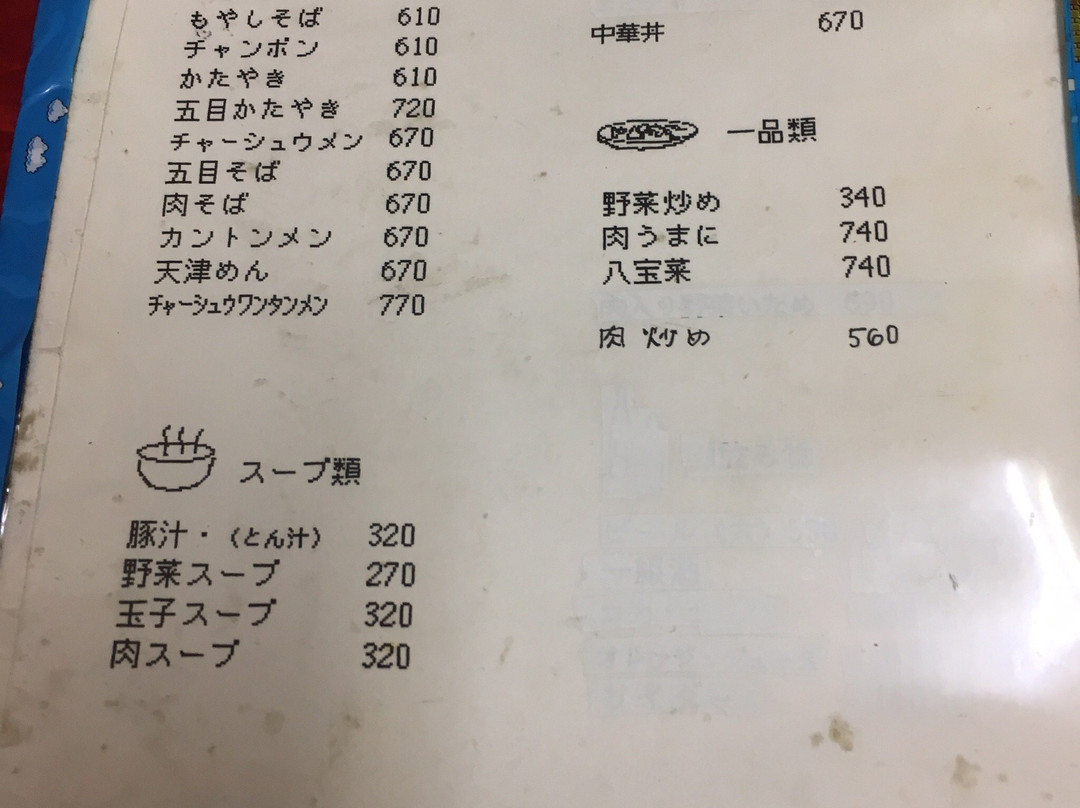 もやしそば 610
チャンポン 610
かたやき 610
五目かたやき 720
チャーシュウメン 670
五目そば 670
肉そば 670
カントンメン 670
天津めん 670
チャーシュウワンタンメン 770
スープ類
豚汁・(とん汁) 320
野菜スープ 270
玉子スープ 320
肉スープ 320
中華丼 670
一品類
野菜炒め 340
肉うまに 740
八宝菜 740
肉炒め 560